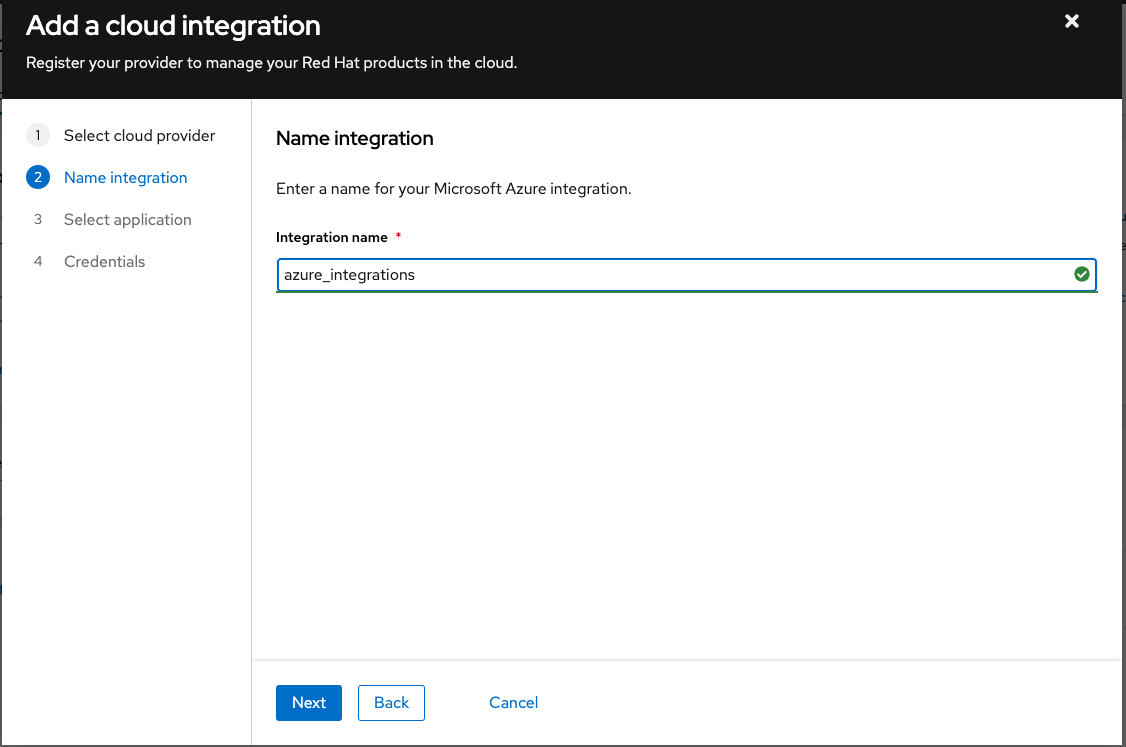 Add a cloud integration
Register your provider to manage your Red Hat products in the cloud.
1 Select cloud provider
2 Name integration
3 Select application
4 Credentials
Name integration
Enter a name for your Microsoft Azure integration.
Integration name *
azure_integrations
Next Back Cancel